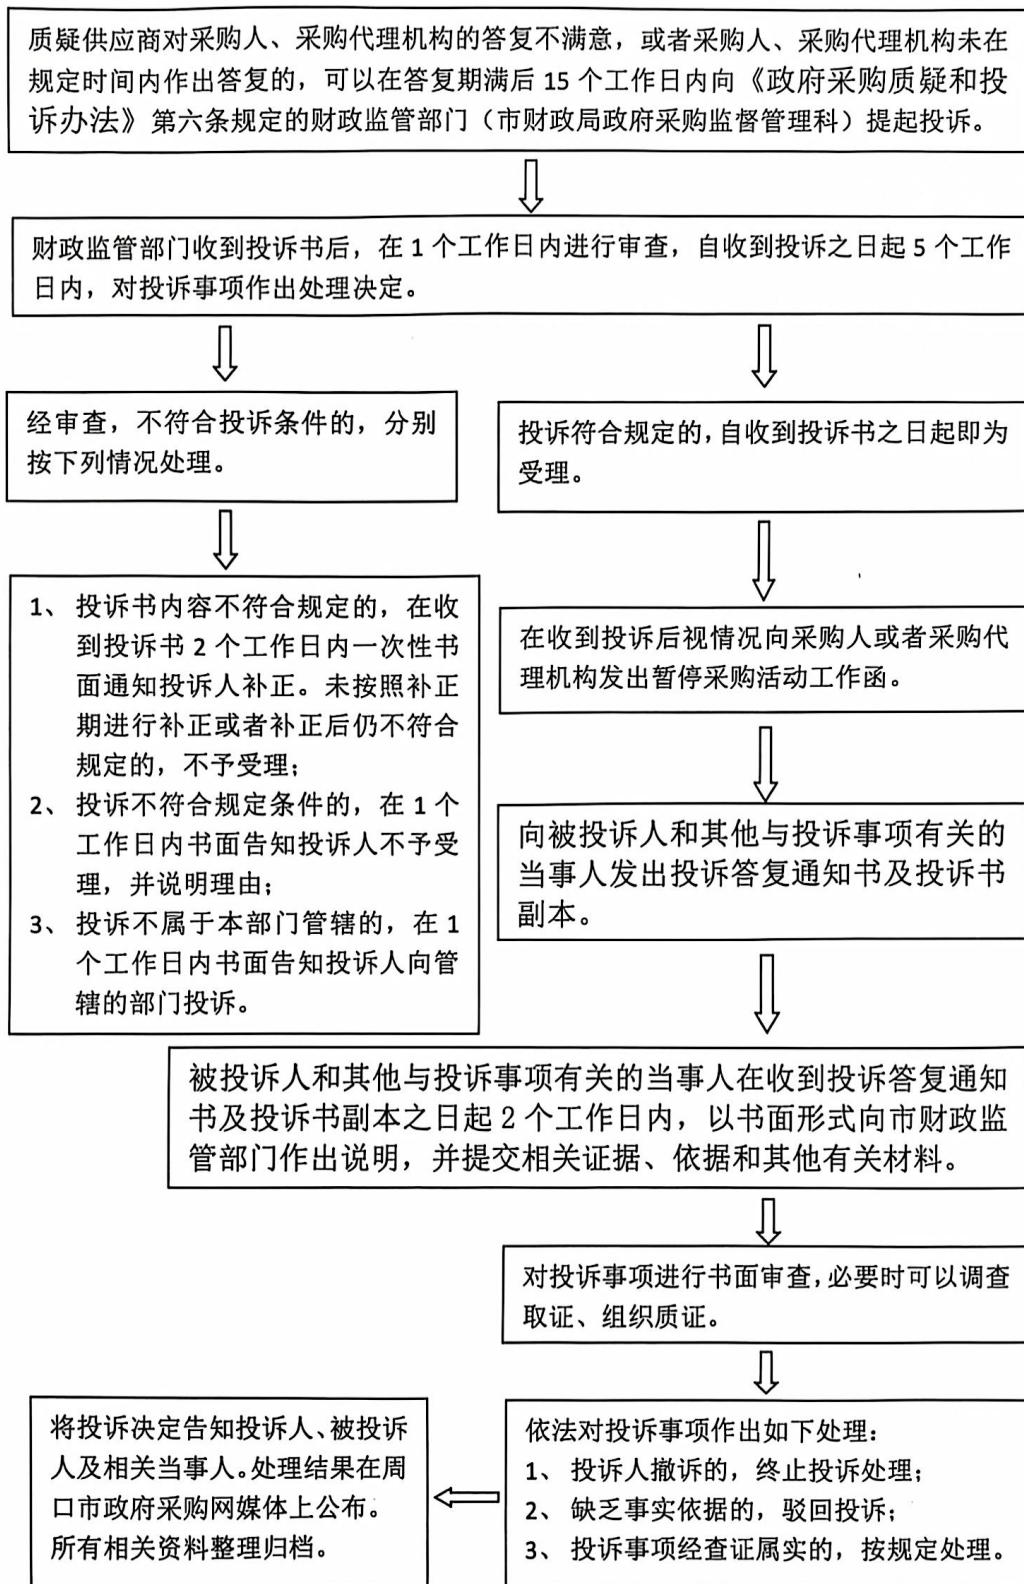 质疑供应商对采购人、采购代理机构的答复不满意，或者采购人、采购代理机构未在
规定时间内作出答复的，可以在答复期满后 15 个工作日内向《政府采购质疑和投
诉办法》第六条规定的财政监管部门（市财政局政府采购监督管理科）提起投诉。
财政监管部门收到投诉书后，在 1 个工作日内进行审查，自收到投诉之日起 5 个工作
日内，对投诉事项作出处理决定。
经审查，不符合投诉条件的，分别
按下列情况处理。
1、 投诉书内容不符合规定的，在收
到投诉书 2 个工作日内一次性书
面通知投诉人补正。未按照补正
期进行补正或者补正后仍不符合
规定的，不予受理；
2、 投诉不符合规定条件的，在 1 个
工作日内书面告知投诉人不予受
理，并说明理由；
3、 投诉不属于本部门管辖的，在 1
个工作日内书面告知投诉人向管
辖的部门投诉。
投诉符合规定的，自收到投诉书之日起即为
受理。
在收到投诉后视情况向采购人或者采购代
理机构发出暂停采购活动工作函。
向被投诉人和其他与投诉事项有关的
当事人发出投诉答复通知书及投诉书
副本。
被投诉人和其他与投诉事项有关的当事人在收到投诉答复通知
书及投诉书副本之日起 2 个工作日内，以书面形式向市财政监
管部门作出说明，并提交相关证据、依据和其他有关材料。
对投诉事项进行书面审查，必要时可以调查
取证、组织质证。
依法对投诉事项作出如下处理：
1、 投诉人撤诉的，终止投诉处理；
2、 缺乏事实依据的，驳回投诉；
3、 投诉事项经查证属实的，按规定处理。
将投诉决定告知投诉人、被投诉
人及相关当事人。处理结果在周
口市政府采购网媒体上公布。
所有相关资料整理归档。